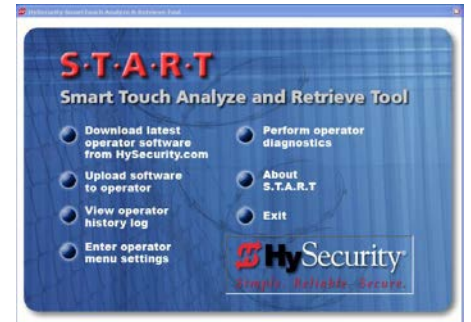 HySecurity Smart Touch Analyze & Retrieve Tool
S·T·A·R·T
Smart Touch Analyze and Retrieve Tool
Download latest
operator software
from HySecurity.com
Upload software
to operator
View operator
history log
Enter operator
menu settings
Perform operator
diagnostics
About
S.T.A.R.T
Exit
HySecurity
Simple. Reliable. Secure.